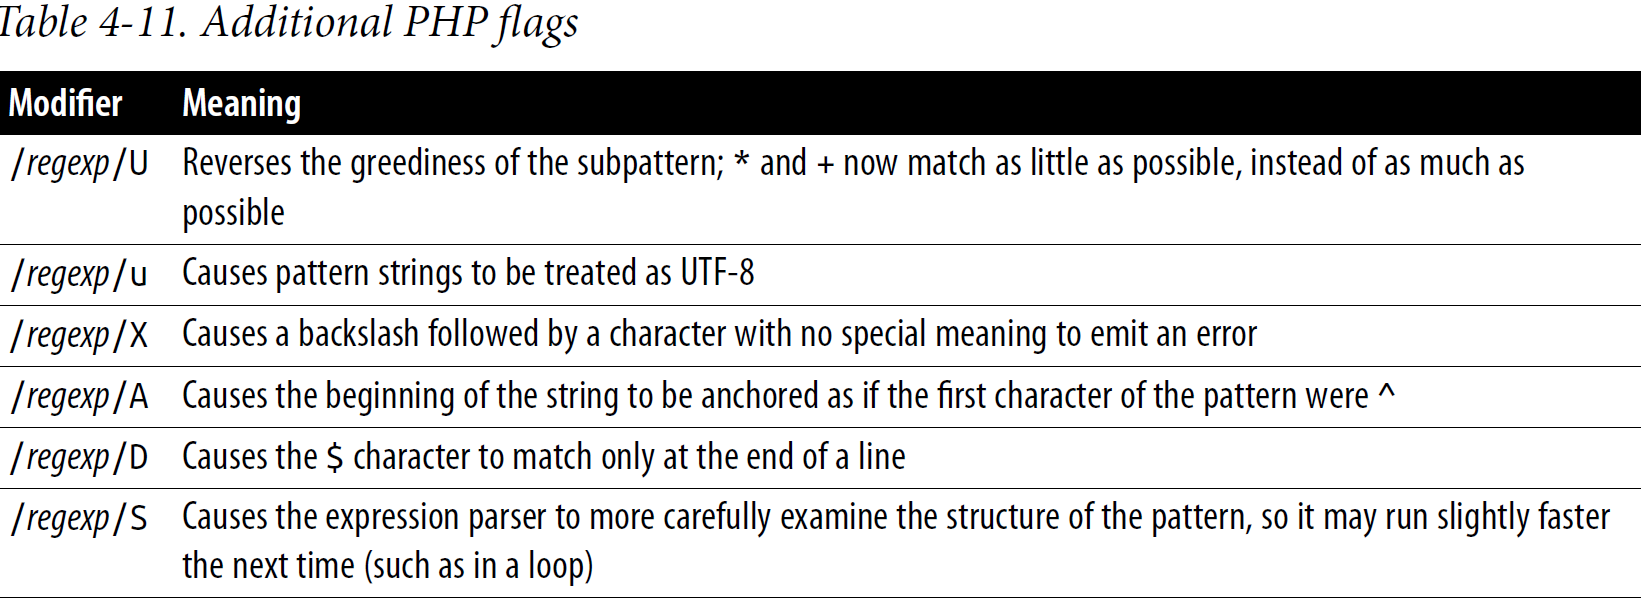 Table 4-11. Additional PHP flags
Modifier Meaning
/regexp/U Reverses the greediness of the subpattern; * and + now match as little as possible, instead of as much as
possible
/regexp/u Causes pattern strings to be treated as UTF-8
/regexp/X Causes a backslash followed by a character with no special meaning to emit an error
/regexp/A Causes the beginning of the string to be anchored as if the first character of the pattern were ^
/regexp/D Causes the $ character to match only at the end of a line
/regexp/S Causes the expression parser to more carefully examine the structure of the pattern, so it may run slightly faster
the next time (such as in a loop)